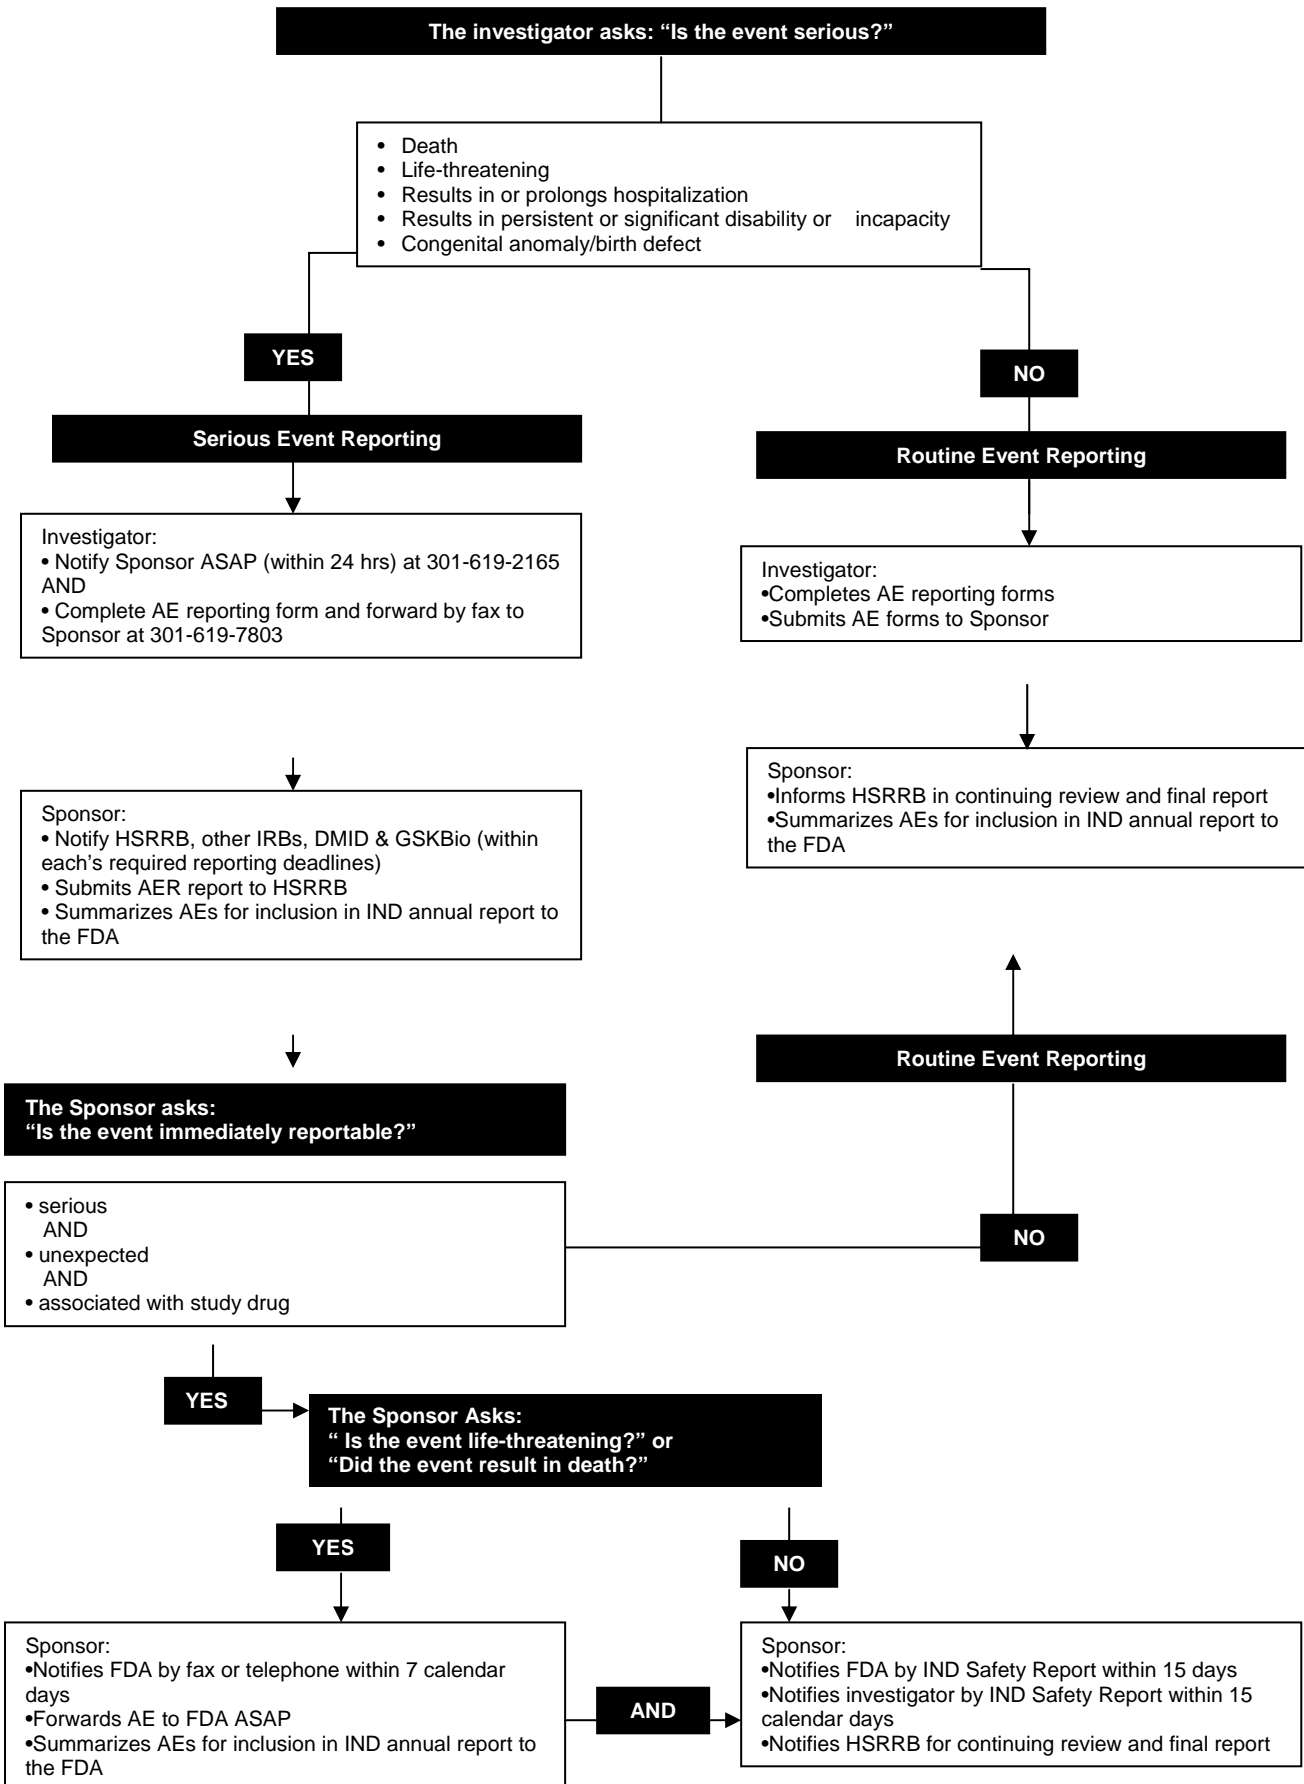 The investigator asks: “Is the event serious?”
• Death
• Life-threatening
• Results in or prolongs hospitalization
• Results in persistent or significant disability or incapacity
• Congenital anomaly/birth defect
YES
NO
Serious Event Reporting
Routine Event Reporting
Investigator:
• Notify Sponsor ASAP (within 24 hrs) at 301-619-2165
AND
• Complete AE reporting form and forward by fax to
Sponsor at 301-619-7803
Investigator:
•Completes AE reporting forms
•Submits AE forms to Sponsor
Sponsor:
• Notify HSRRB, other IRBs, DMID & GSKBio (within
each’s required reporting deadlines)
• Submits AER report to HSRRB
• Summarizes AEs for inclusion in IND annual report to
the FDA
Sponsor:
•Informs HSRRB in continuing review and final report
•Summarizes AEs for inclusion in IND annual report to
the FDA
Routine Event Reporting
The Sponsor asks:
“Is the event immediately reportable?”
• serious
AND
• unexpected
AND
• associated with study drug
NO
YES
The Sponsor Asks:
“ Is the event life-threatening?” or
“Did the event result in death?”
YES
NO
Sponsor:
•Notifies FDA by fax or telephone within 7 calendar
days
•Forwards AE to FDA ASAP
•Summarizes AEs for inclusion in IND annual report to
the FDA
AND
Sponsor:
•Notifies FDA by IND Safety Report within 15 days
•Notifies investigator by IND Safety Report within 15
calendar days
•Notifies HSRRB for continuing review and final report